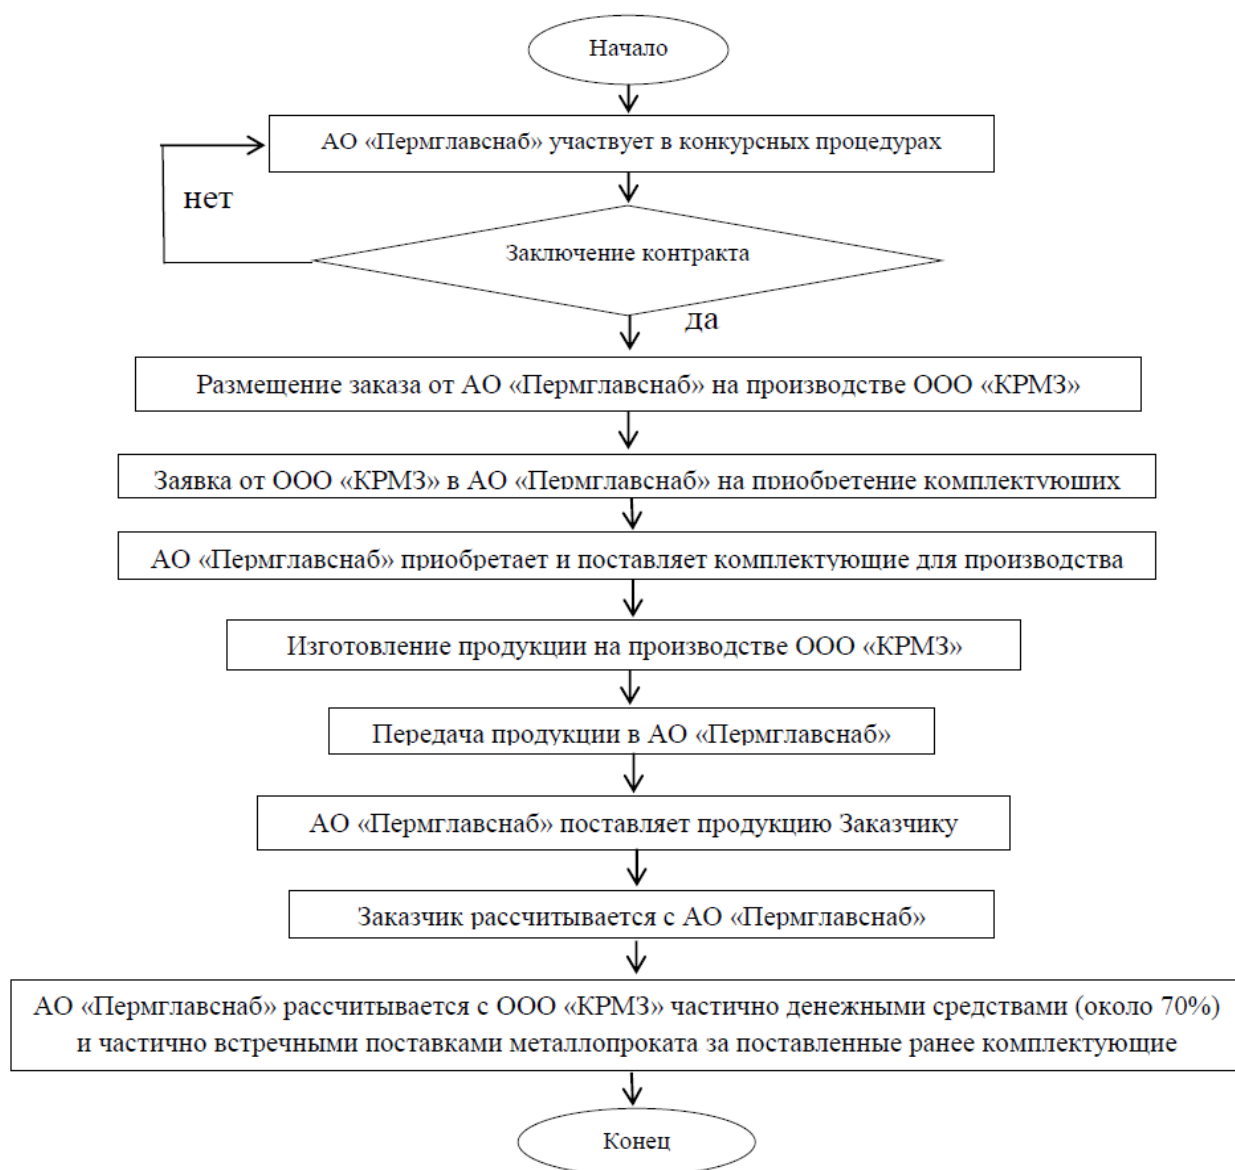 Начало
АО «Пермглавснаб» участвует в конкурсных процедурах
нет
Заключение контракта
да
Размещение заказа от АО «Пермглавснаб» на производстве ООО «КРМЗ»
Заявка от ООО «КРМЗ» в АО «Пермглавснаб» на приобретение комплектующих
АО «Пермглавснаб» приобретает и поставляет комплектующие для производства
Изготовление продукции на производстве ООО «КРМЗ»
Передача продукции в АО «Пермглавснаб»
АО «Пермглавснаб» поставляет продукцию Заказчику
Заказчик рассчитывается с АО «Пермглавснаб»
АО «Пермглавснаб» рассчитывается с ООО «КРМЗ» частично денежными средствами (около 70%)
и частично встречными поставками металлопроката за поставленные ранее комплектующие
Конец